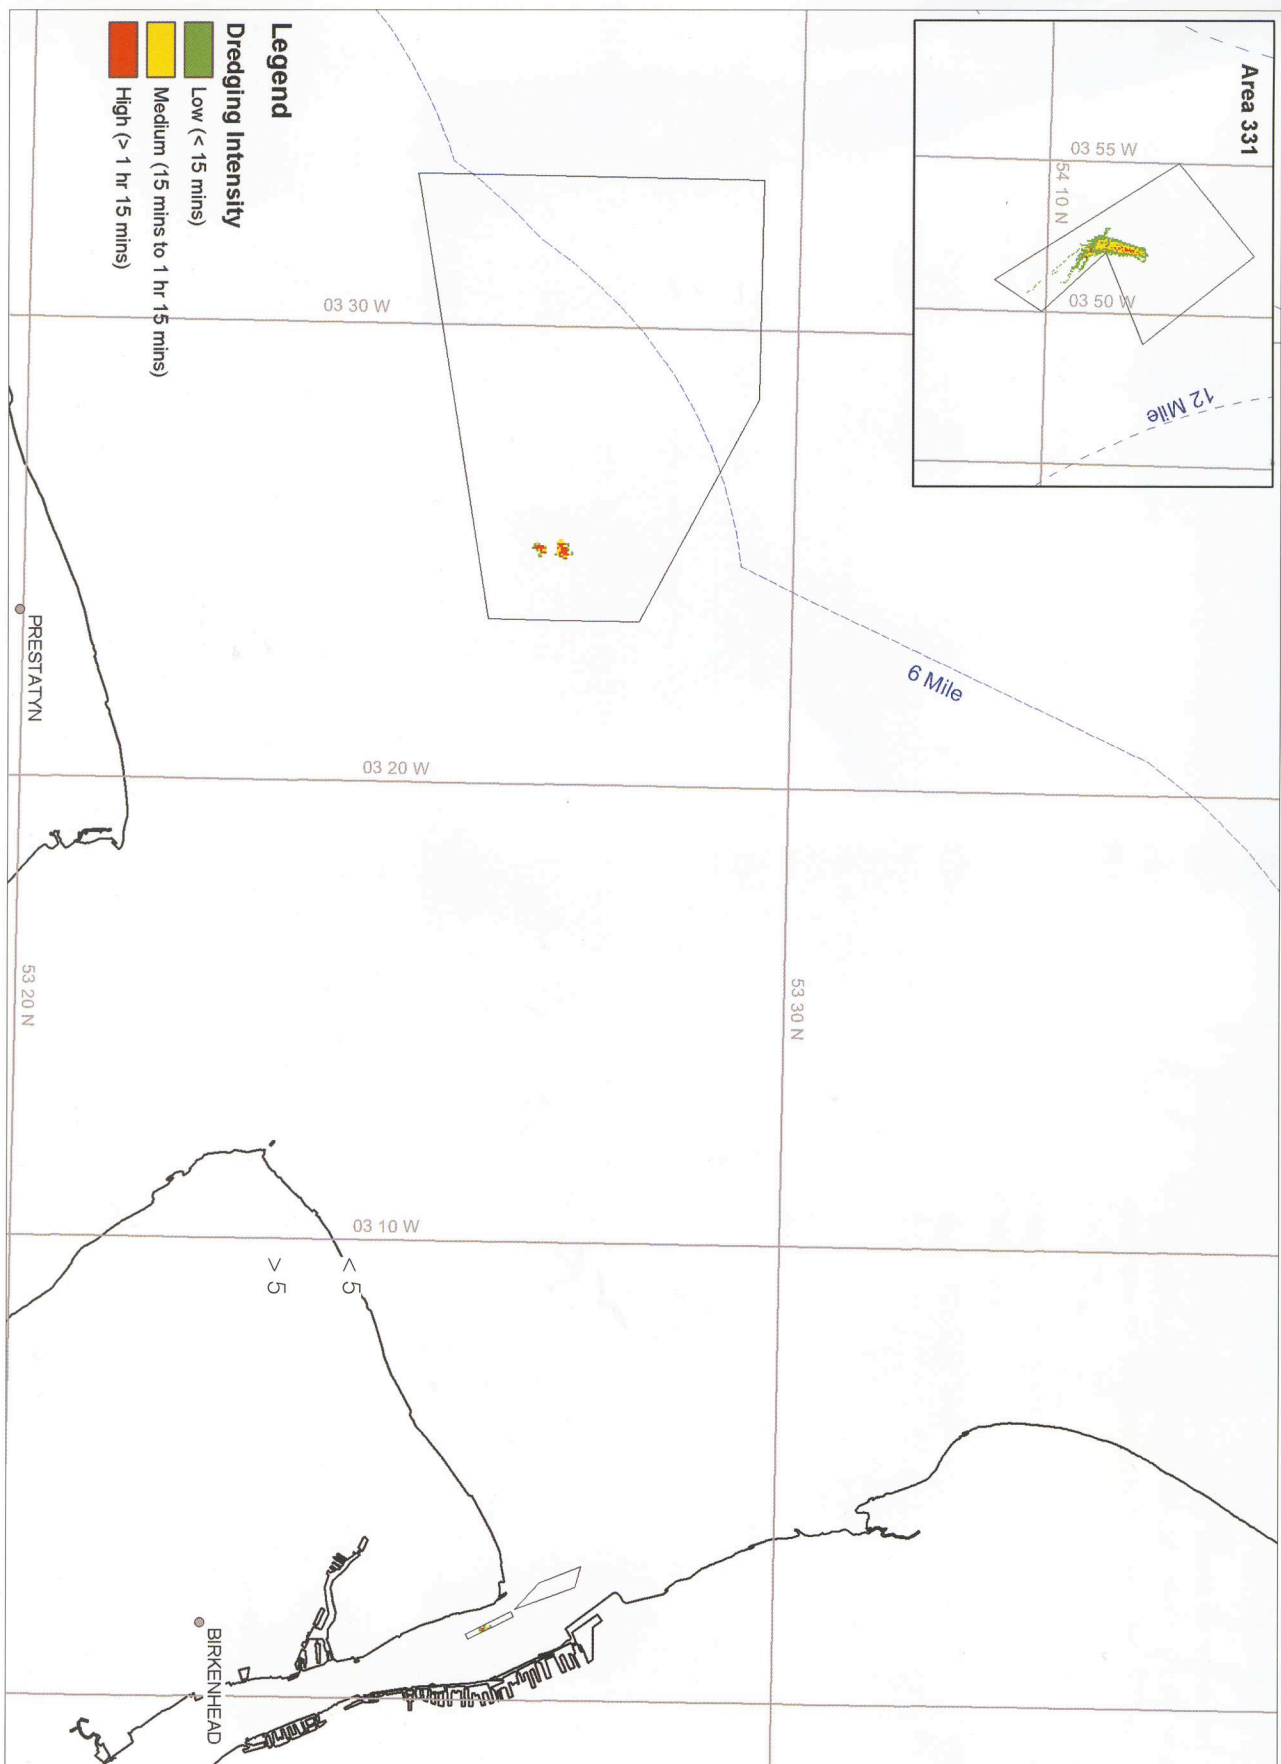 Area 331
03 55 W
54 10 N
03 50 W
12 Mile
6 Mile
03 30 W
03 20 W
03 10 W
53 30 N
53 20 N
PRESTATYN
BIRKENHEAD
< 5
> 5
Legend
Dredging Intensity
Low (< 15 mins)
Medium (15 mins to 1 hr 15 mins)
High (> 1 hr 15 mins)